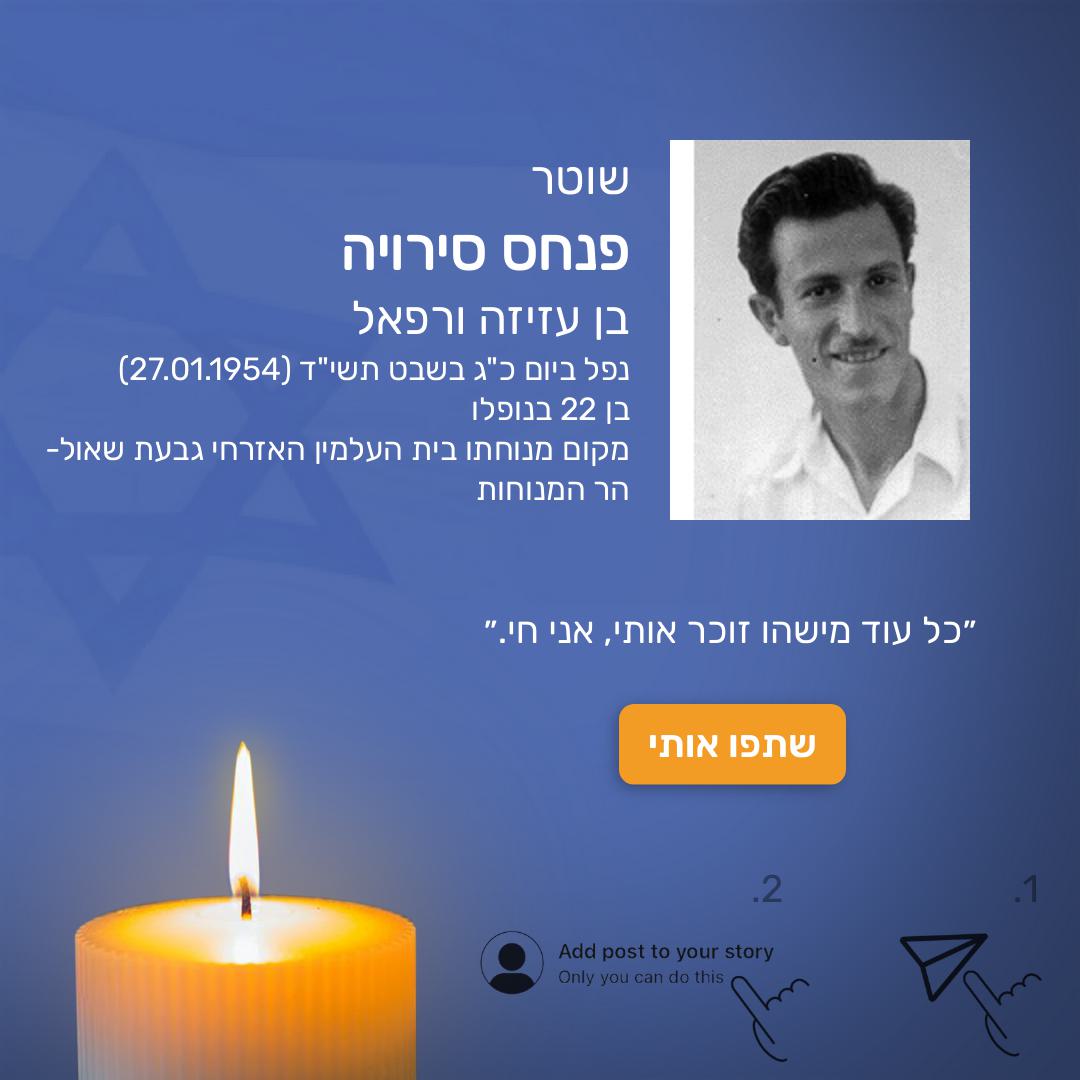 שוטר
פנחס סירויה
בן עזיזה ורפאל
נפל ביום כ"ג בשבט תשי"ד (27.01.1954)
בן 22 בנופלו
מקום מנוחתו בית העלמין האזרחי גבעת שאול-
הר המנוחות
״כל עוד מישהו זוכר אותי, אני חי.״
שתפו אותי
.1
.2
Add post to your story
Only you can do this